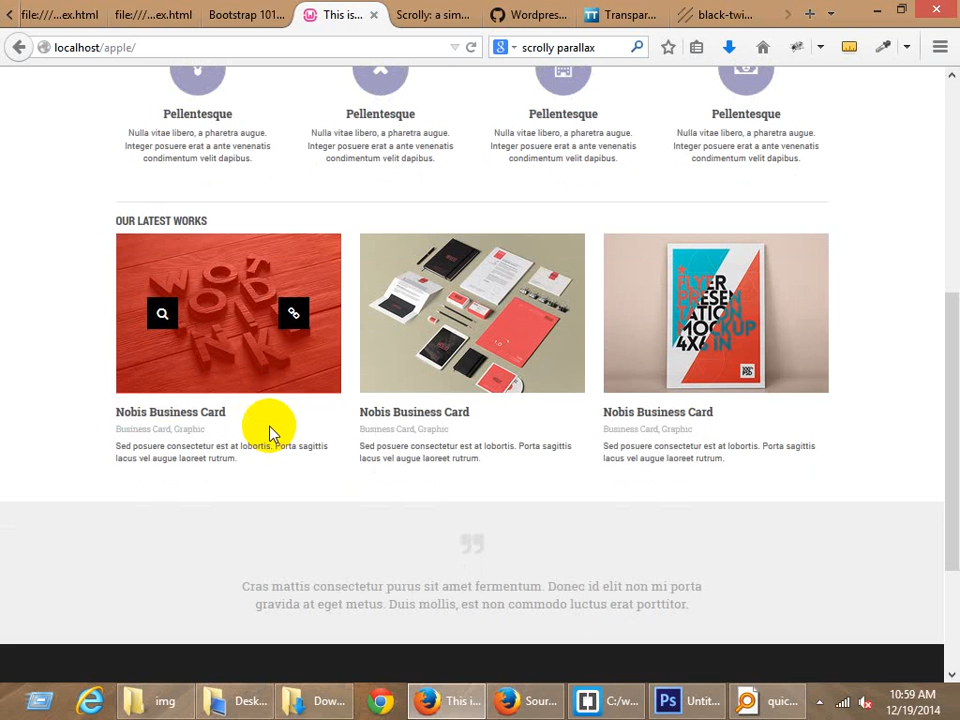 file:///...ex.html
file:///...ex.html
Bootstrap 101...
This is...
Scrolly: a sim...
Wordpres...
Transpar...
black-twi...
localhost/apple/
scrolly parallax
Pellentesque
Pellentesque
Pellentesque
Pellentesque
Nulla vitae libero, a pharetra augue.
Integer posuere erat a ante venenatis
condimentum velit dapibus.
Nulla vitae libero, a pharetra augue.
Integer posuere erat a ante venenatis
condimentum velit dapibus.
Nulla vitae libero, a pharetra augue.
Integer posuere erat a ante venenatis
condimentum velit dapibus.
Nulla vitae libero, a pharetra augue.
Integer posuere erat a ante venenatis
condimentum velit dapibus.
OUR LATEST WORKS
FLYER
PRESEN
TATION
MOCKUP
4X6 IN
Nobis Business Card
Business Card, Graphic
Sed posuere consectetur est at lobortis. Porta sagittis
lacus vel augue laoreet rutrum.
Nobis Business Card
Business Card, Graphic
Sed posuere consectetur est at lobortis. Porta sagittis
lacus vel augue laoreet rutrum.
Nobis Business Card
Business Card, Graphic
Sed posuere consectetur est at lobortis. Porta sagittis
lacus vel augue laoreet rutrum.
Cras mattis consectetur purus sit amet fermentum. Donec id elit non mi porta
gravida at eget metus. Duis mollis, est non commodo luctus erat porttitor.
img
Desk...
Dow...
This i...
Sour...
C:/w...
Untit...
quic...
10:59 AM
12/19/2014